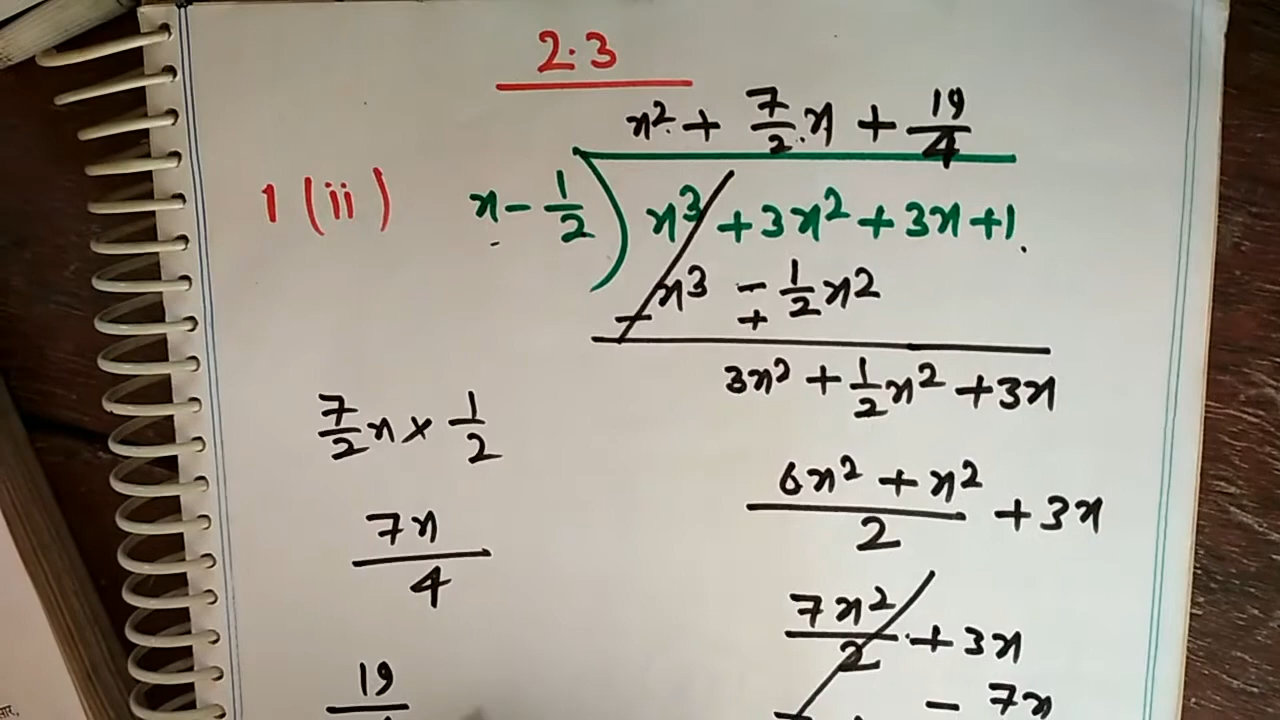 2.3
x² + 7/2 x + 19/4
1 (ii) x - 1/2 ) x³ + 3x² + 3x + 1
x³ - 1/2 x²
- +
3x² + 1/2 x² + 3x
7/2 x × 1/2
6x² + x² / 2 + 3x
7x / 4
7x² / 2 + 3x
19
- 7x